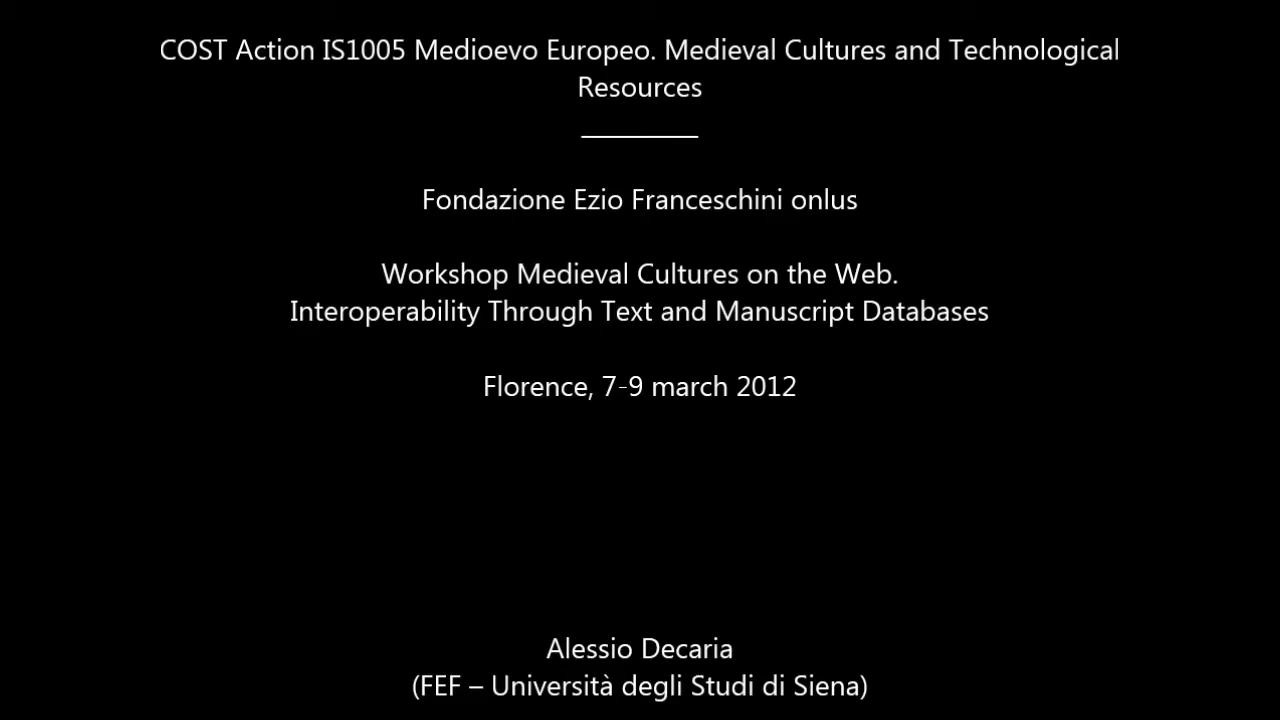 COST Action IS1005 Medioevo Europeo. Medieval Cultures and Technological
Resources
Fondazione Ezio Franceschini onlus
Workshop Medieval Cultures on the Web.
Interoperability Through Text and Manuscript Databases
Florence, 7-9 march 2012
Alessio Decaria
(FEF – Università degli Studi di Siena)